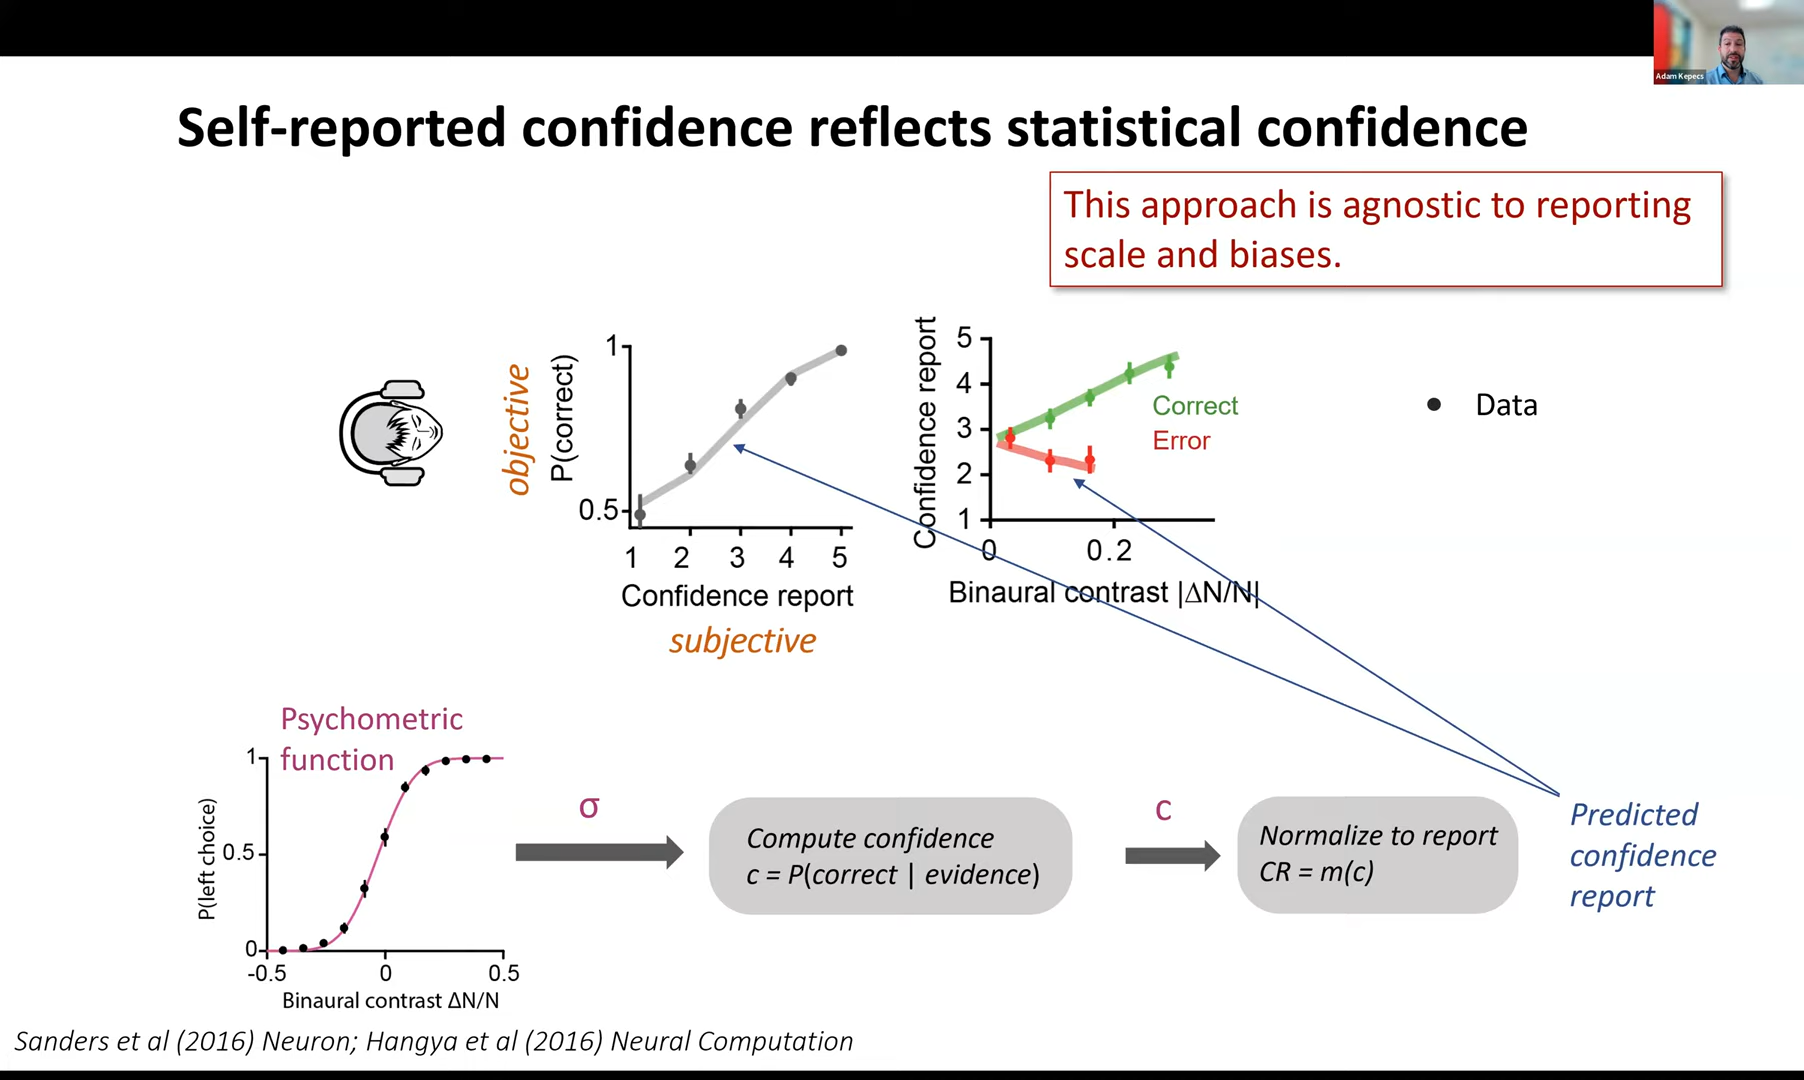 Adam Kepecs
Self-reported confidence reflects statistical confidence
This approach is agnostic to reporting
scale and biases.
objective
P(correct)
1
0.5
1 2 3 4 5
Confidence report
subjective
Confidence report
5
4
3
2
1
Correct
Error
0 0.2
Binaural contrast |ΔN/N|
Data
Psychometric
function
P(left choice)
1
0.5
0
-0.5 0 0.5
Binaural contrast ΔN/N
σ
Compute confidence
c = P(correct | evidence)
c
Normalize to report
CR = m(c)
Predicted
confidence
report
Sanders et al (2016) Neuron; Hangya et al (2016) Neural Computation